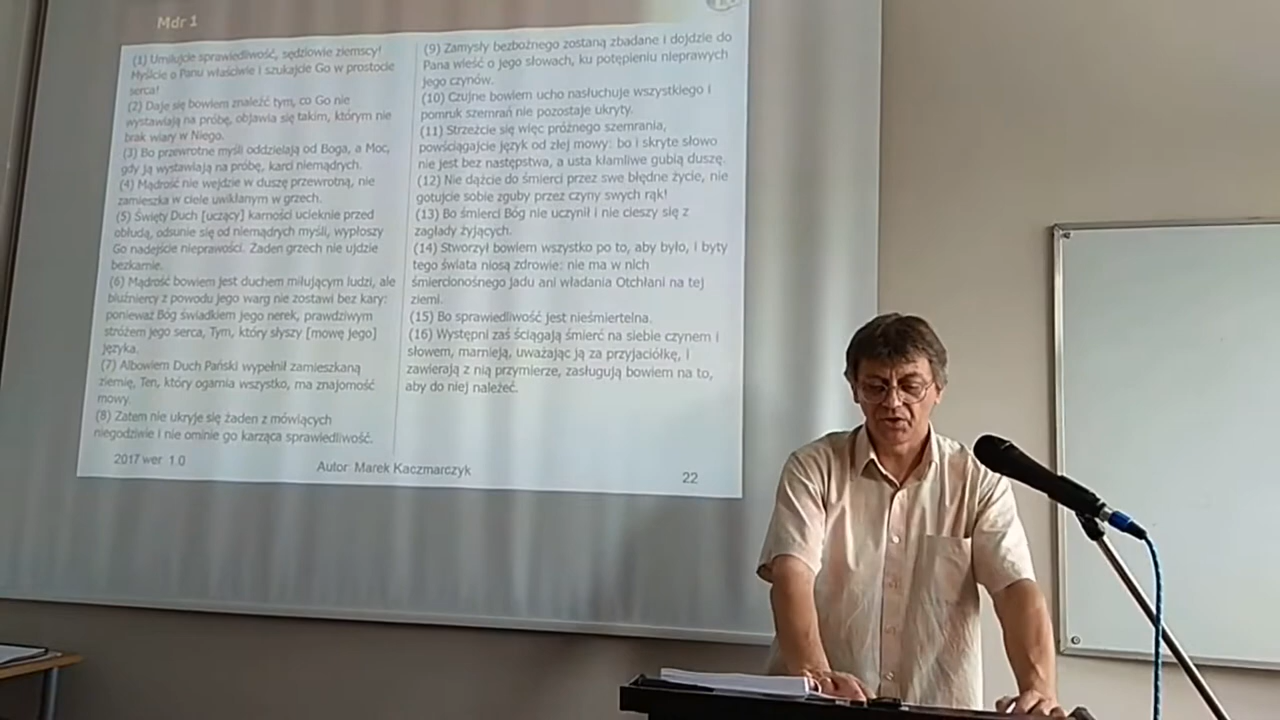 Mdr 1
(1) Umiłujcie sprawiedliwość, sędziowie ziemscy!
Myślcie o Panu właściwie i szukajcie Go w prostocie
serca!
(2) Daje się bowiem znaleźć tym, co Go nie
wystawiają na próbę, objawia się takim, którym nie
brak wiary w Niego.
(3) Bo przewrotne myśli oddzielają od Boga, a Moc,
gdy ją wystawiają na próbę, karci niemądrych.
(4) Mądrość nie wejdzie w duszę przewrotną, nie
zamieszka w ciele uwikłanym w grzech.
(5) Święty Duch [uczący] karności ucieknie przed
obłudą, odsunie się od niemądrych myśli, wypłoszy
Go nadejście nieprawości. Żaden grzech nie ujdzie
bezkarnie.
(6) Mądrość bowiem jest duchem miłującym ludzi, ale
bluźniercy z powodu jego warg nie zostawi bez kary:
ponieważ Bóg świadkiem jego nerek, prawdziwym
stróżem jego serca, Tym, który słyszy [mowę jego]
języka.
(7) Albowiem Duch Pański wypełnił zamieszkaną
ziemię, Ten, który ogarnia wszystko, ma znajomość
mowy.
(8) Zatem nie ukryje się żaden z mówiących
niegodziwie i nie ominie go karząca sprawiedliwość.
(9) Zamysły bezbożnego zostaną zbadane i dojdzie do
Pana wieść o jego słowach, ku potępieniu nieprawych
jego czynów.
(10) Czujne bowiem ucho nasłuchuje wszystkiego i
pomruk szemrań nie pozostaje ukryty.
(11) Strzeżcie się więc próżnego szemrania,
powściągajcie język od złej mowy: bo i skryte słowo
nie jest bez następstwa, a usta kłamliwe gubią duszę.
(12) Nie dążcie do śmierci przez swe błędne życie, nie
gotujcie sobie zguby przez czyny swych rąk!
(13) Bo śmierci Bóg nie uczynił i nie cieszy się z
zagłady żyjących.
(14) Stworzył bowiem wszystko po to, aby było, i byty
tego świata niosą zdrowie: nie ma w nich
śmiercionośnego jadu ani władania Otchłani na tej
ziemi.
(15) Bo sprawiedliwość jest nieśmiertelna.
(16) Występni zaś ściągają śmierć na siebie czynem i
słowem, marnieją, uważając ją za przyjaciółkę, i
zawierają z nią przymierze, zasługują bowiem na to,
aby do niej należeć.
2017 wer 1 0
Autor: Marek Kaczmarczyk
22